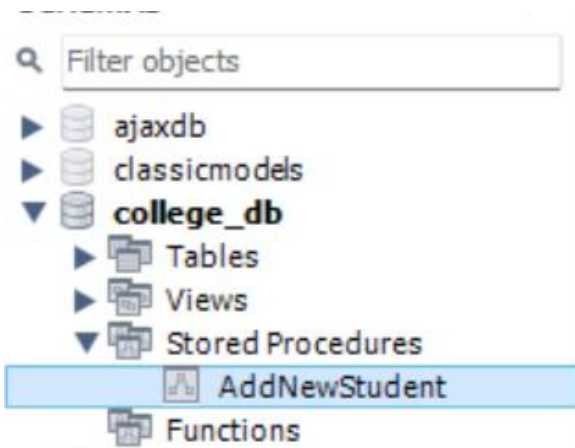 Filter objects
ajaxdb
classicmodels
college_db
Tables
Views
Stored Procedures
AddNewStudent
Functions